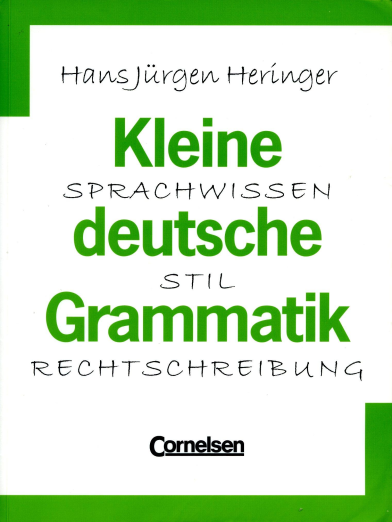 Hans Jürgen Heringer
Kleine
SPRACHWISSEN
deutsche
STIL
Grammatik
RECHTSCHREIBUNG
Cornelsen